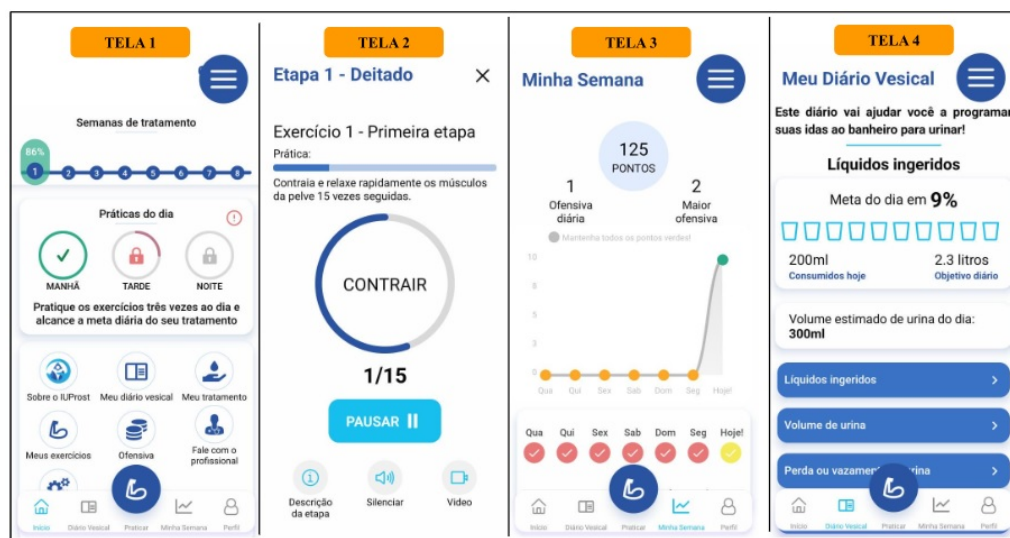 TELA 1
Semanas de tratamento
86%
1 2 3 4 5 6 7 8
Práticas do dia
MANHÃ TARDE NOITE
Pratique os exercícios três vezes ao dia e
alcance a meta diária do seu tratamento
Sobre o IUProst Meu diário vesical Meu tratamento
Meus exercícios Ofensiva Fale com o
profissional
Início Diário Vesical Praticar Minha Semana Perfil
TELA 2
Etapa 1 - Deitado
Exercício 1 - Primeira etapa
Prática:
Contraia e relaxe rapidamente os músculos
da pelve 15 vezes seguidas.
CONTRAIR
1/15
PAUSAR
Descrição
da etapa
Silenciar
Video
TELA 3
Minha Semana
125
PONTOS
1
Ofensiva
diária
2
Maior
ofensiva
Mantenha todos os pontos verdes!
10
8
5
3
0
Qua Qui Sex Sab Dom Seg Hoje!
Qua Qui Sex Sab Dom Seg Hoje!
Início Diário Vesical Praticar Minha Semana Perfil
TELA 4
Meu Diário Vesical
Este diário vai ajudar você a programar
suas idas ao banheiro para urinar!
Líquidos ingeridos
Meta do dia em 9%
200ml 2.3 litros
Consumidos hoje Objetivo diário
Volume estimado de urina do dia:
300ml
Líquidos ingeridos
Volume de urina
Perda ou vazamen rina
Início Diário Vesical Praticar Minha Semana Perfil